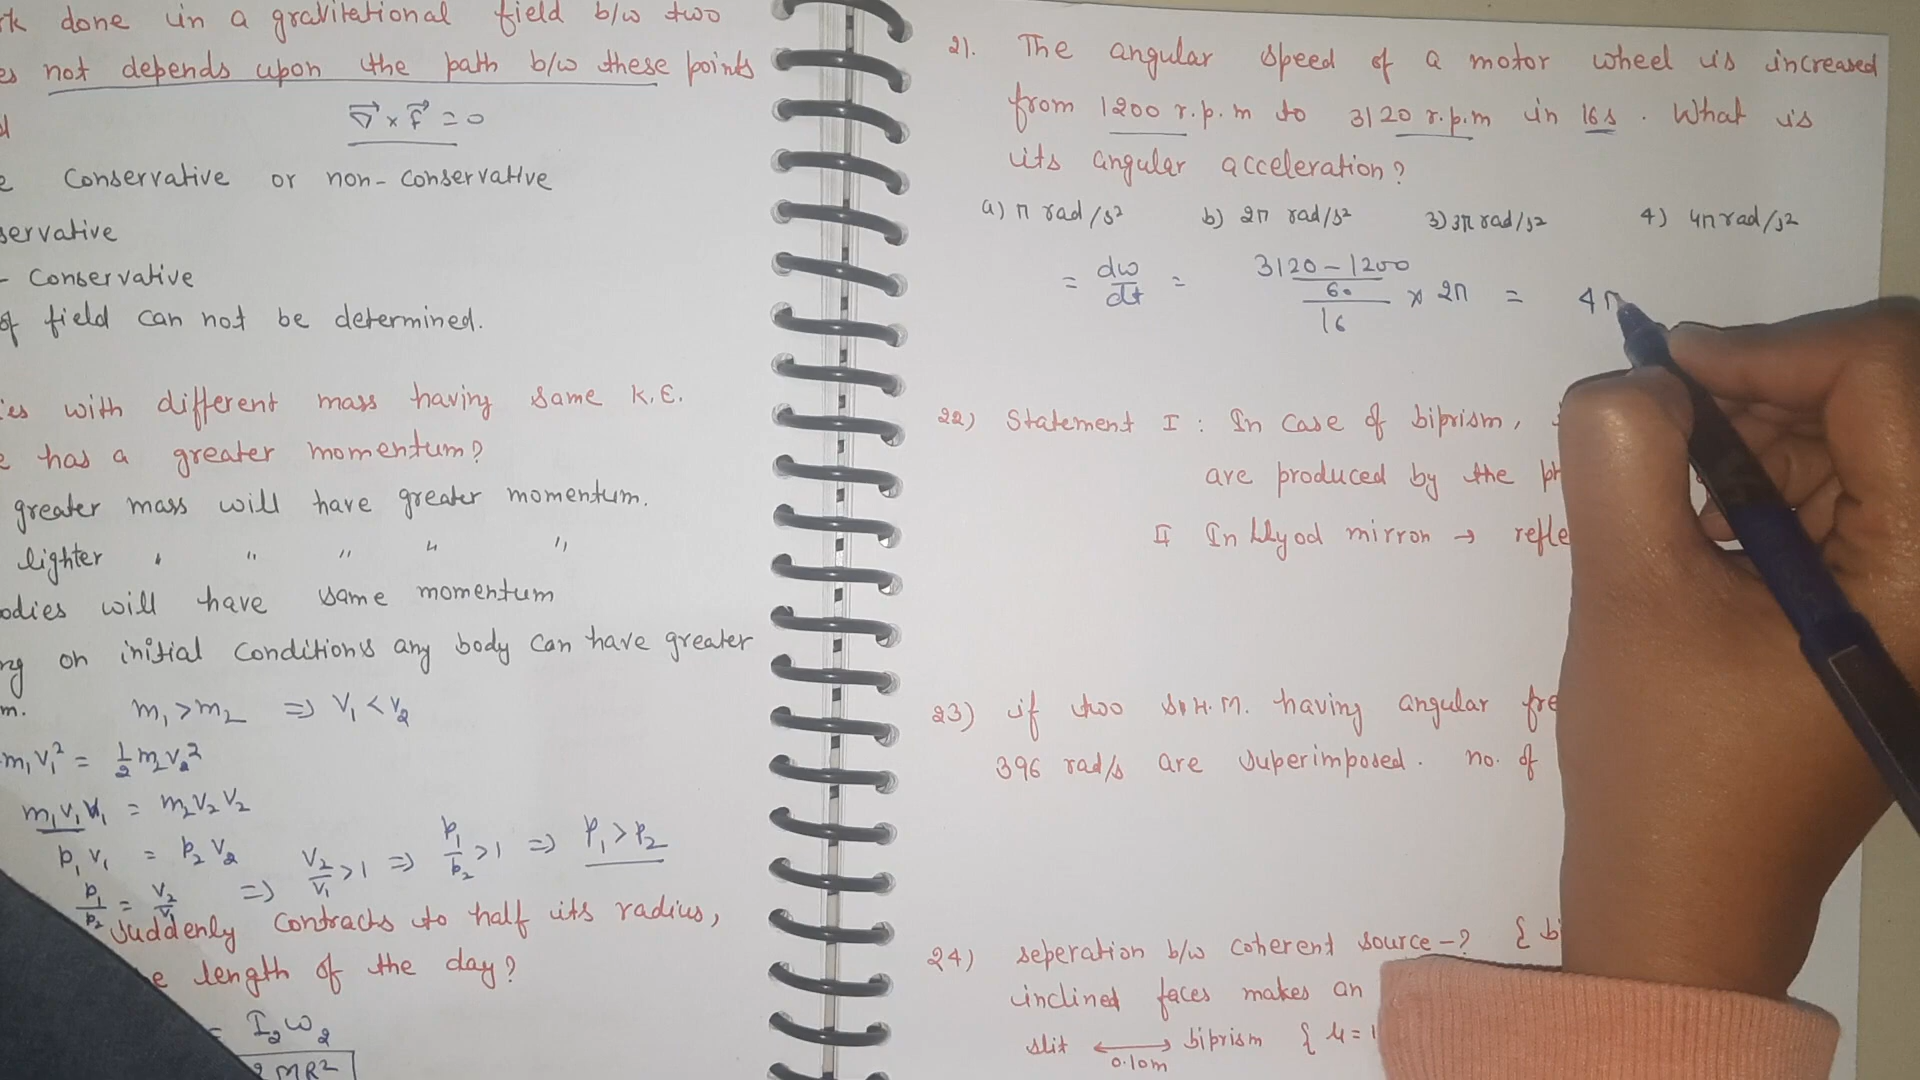 done in a gravitational field b/w two
not depends upon the path b/w these points
∇⃗ × F⃗ = 0
Conservative or non-conservative
servative
- Conservative
of field can not be determined.
with different mass having same K.E.
has a greater momentum?
greater mass will have greater momentum.
lighter " " " " "
odies will have same momentum
on initial conditions any body can have greater
m. m₁ > m₂ ⇒ V₁ < V₂
m₁V₁² = ½ m₂V₂²
m₁V₁V₁ = m₂V₂V₂
p₁V₁ = p₂V₂
p₁/p₂ = V₂/V₁ ⇒ V₂/V₁ > 1 ⇒ p₁/p₂ > 1 ⇒ p₁ > p₂
suddenly contracts to half its radius,
length of the day?
= I₂ω₂
MR²
21. The angular speed of a motor wheel is increased
from 1200 r.p.m to 3120 r.p.m in 16s. What is
its angular acceleration?
a) π rad/s² b) 2π rad/s² 3) 3π rad/s² 4) 4π rad/s²
= dω/dt = ((3120-1200)/60)/16 × 2π = 4π
22) Statement I : In case of biprism,
are produced by the
II In Llyod mirron → refle
23) if two S.H.M. having angular fre
396 rad/s are superimposed. no. of
24) seperation b/w coherent source -? { bi
inclined faces makes an
slit ⟷ biprism { μ = 1
0.10m